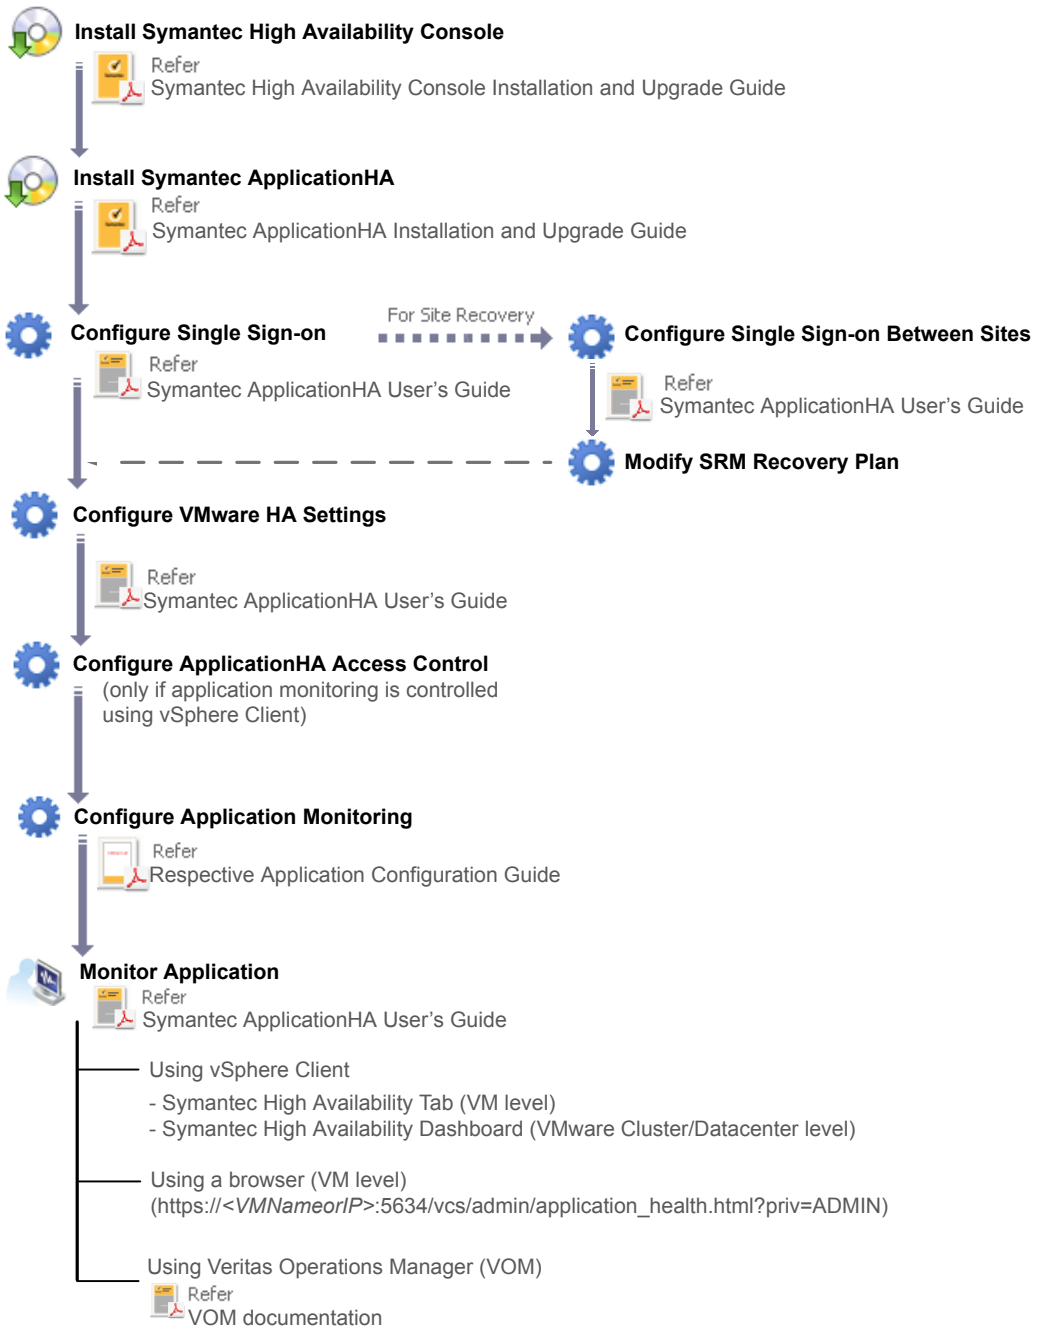 Install Symantec High Availability Console
Refer
Symantec High Availability Console Installation and Upgrade Guide
Install Symantec ApplicationHA
Refer
Symantec ApplicationHA Installation and Upgrade Guide
For Site Recovery
Configure Single Sign-on
Refer
Symantec ApplicationHA User's Guide
Configure Single Sign-on Between Sites
Refer
Symantec ApplicationHA User's Guide
Modify SRM Recovery Plan
Configure VMware HA Settings
Refer
Symantec ApplicationHA User's Guide
Configure ApplicationHA Access Control
(only if application monitoring is controlled
using vSphere Client)
Configure Application Monitoring
Refer
Respective Application Configuration Guide
Monitor Application
Refer
Symantec ApplicationHA User's Guide
Using vSphere Client
- Symantec High Availability Tab (VM level)
- Symantec High Availability Dashboard (VMware Cluster/Datacenter level)
Using a browser (VM level)
(https://<VMNameorIP>:5634/vcs/admin/application_health.html?priv=ADMIN)
Using Veritas Operations Manager (VOM)
Refer
VOM documentation